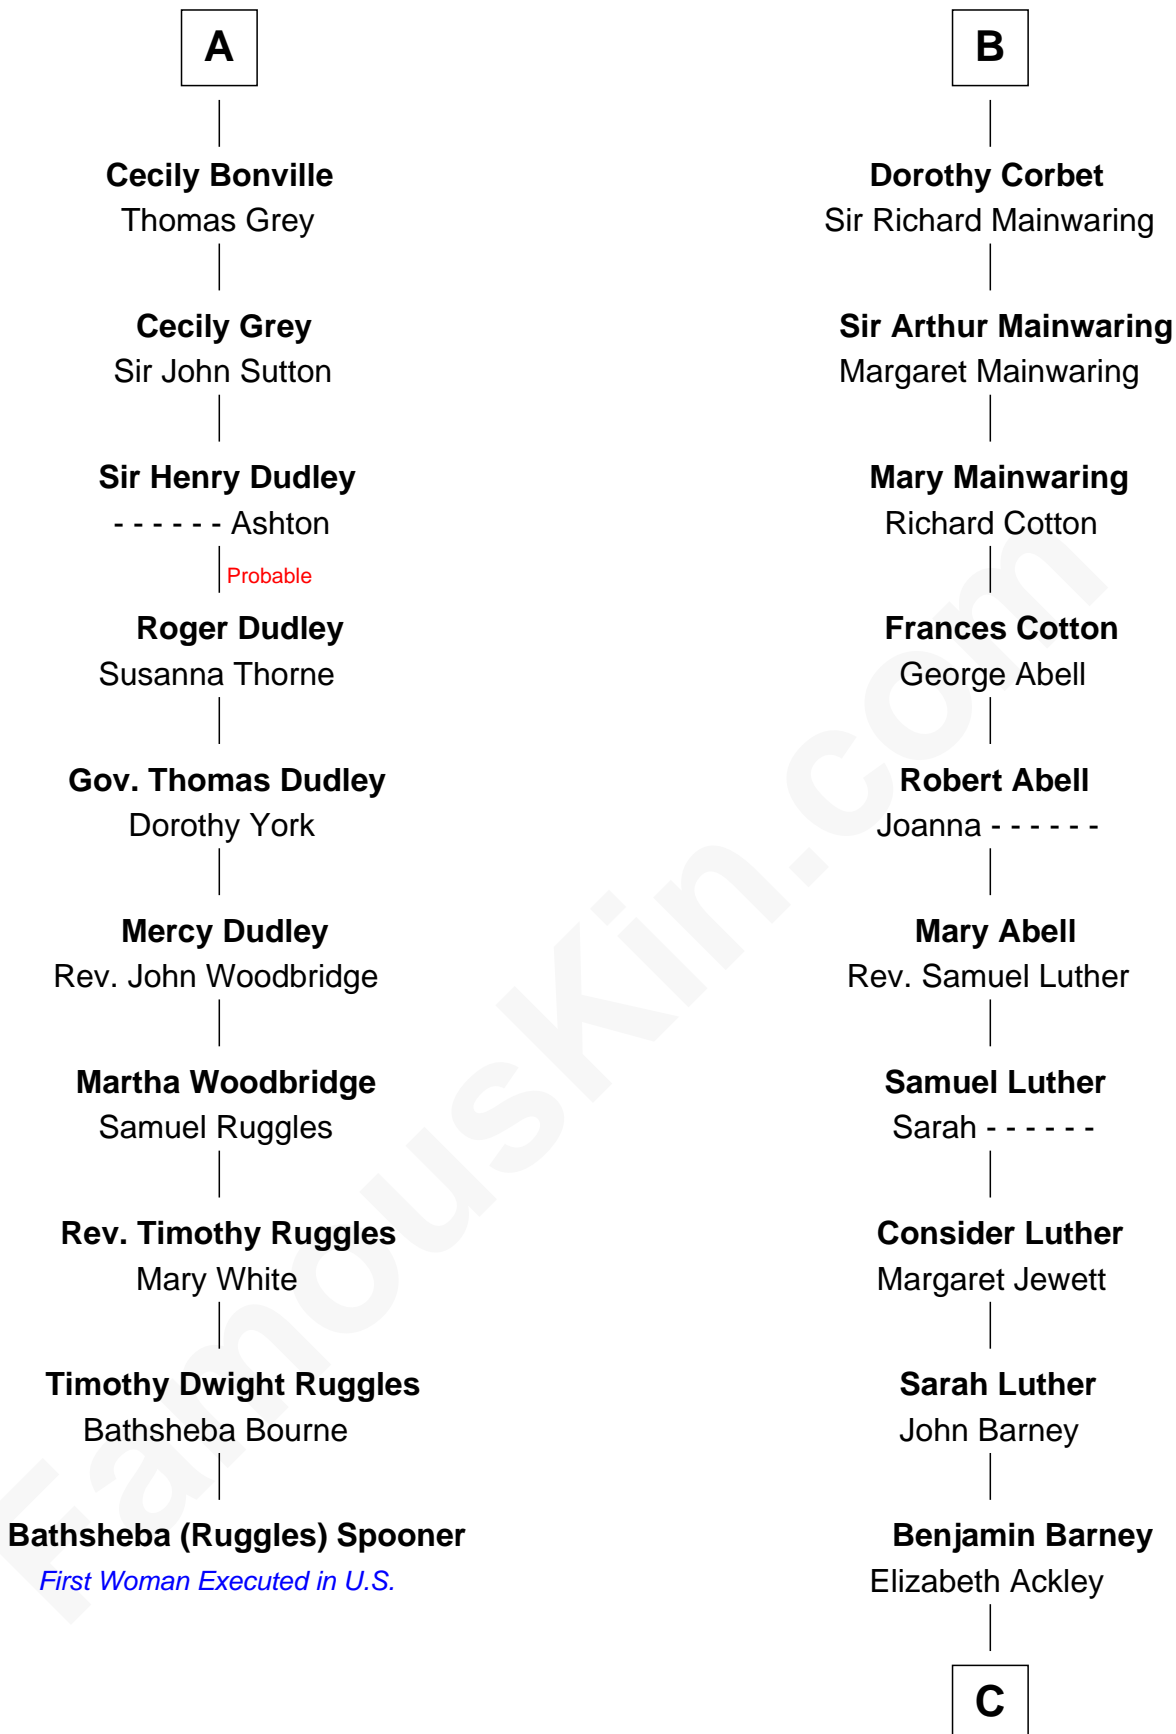 A
Cecily Bonville
Thomas Grey
Cecily Grey
Sir John Sutton
Sir Henry Dudley
- - - - - - Ashton
Probable
Roger Dudley
Susanna Thorne
Gov. Thomas Dudley
Dorothy York
Mercy Dudley
Rev. John Woodbridge
Martha Woodbridge
Samuel Ruggles
Rev. Timothy Ruggles
Mary White
Timothy Dwight Ruggles
Bathsheba Bourne
Bathsheba (Ruggles) Spooner
First Woman Executed in U.S.
B
Dorothy Corbet
Sir Richard Mainwaring
Sir Arthur Mainwaring
Margaret Mainwaring
Mary Mainwaring
Richard Cotton
Frances Cotton
George Abell
Robert Abell
Joanna - - - - - -
Mary Abell
Rev. Samuel Luther
Samuel Luther
Sarah - - - - - -
Consider Luther
Margaret Jewett
Sarah Luther
John Barney
Benjamin Barney
Elizabeth Ackley
C
FamousKin.com